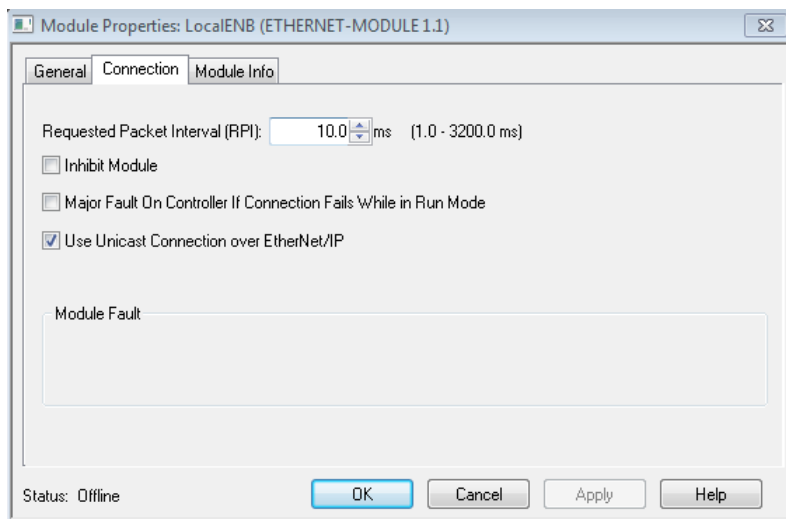 Module Properties: LocalENB (ETHERNET-MODULE 1.1)
General Connection Module Info
Requested Packet Interval (RPI): 10.0 ms (1.0 - 3200.0 ms)
Inhibit Module
Major Fault On Controller If Connection Fails While in Run Mode
Use Unicast Connection over EtherNet/IP
Module Fault
Status: Offline OK Cancel Apply Help